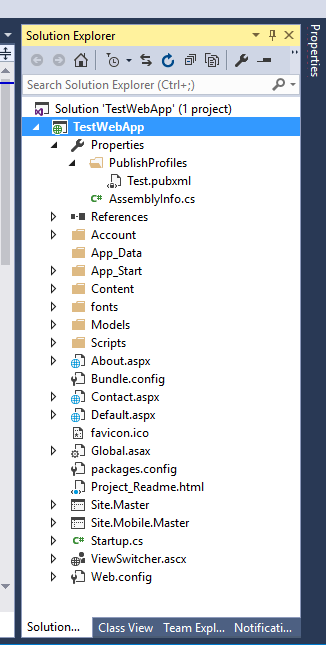 Solution Explorer
Properties
Search Solution Explorer (Ctrl+;)
Solution 'TestWebApp' (1 project)
TestWebApp
Properties
PublishProfiles
Test.pubxml
C# AssemblyInfo.cs
References
Account
App_Data
App_Start
Content
fonts
Models
Scripts
About.aspx
Bundle.config
Contact.aspx
Default.aspx
favicon.ico
Global.asax
packages.config
Project_Readme.html
Site.Master
Site.Mobile.Master
C# Startup.cs
ViewSwitcher.ascx
Web.config
Solution... Class View Team Expl... Notificati...